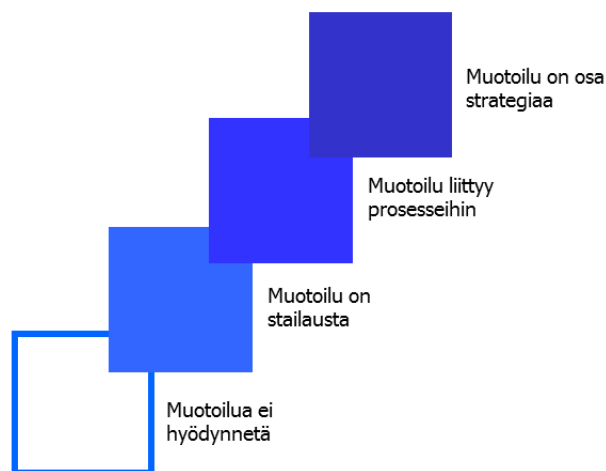 Muotoilu on osa
strategiaa
Muotoilu liittyy
prosesseihin
Muotoilu on
stailausta
Muotoilua ei
hyödynnetä